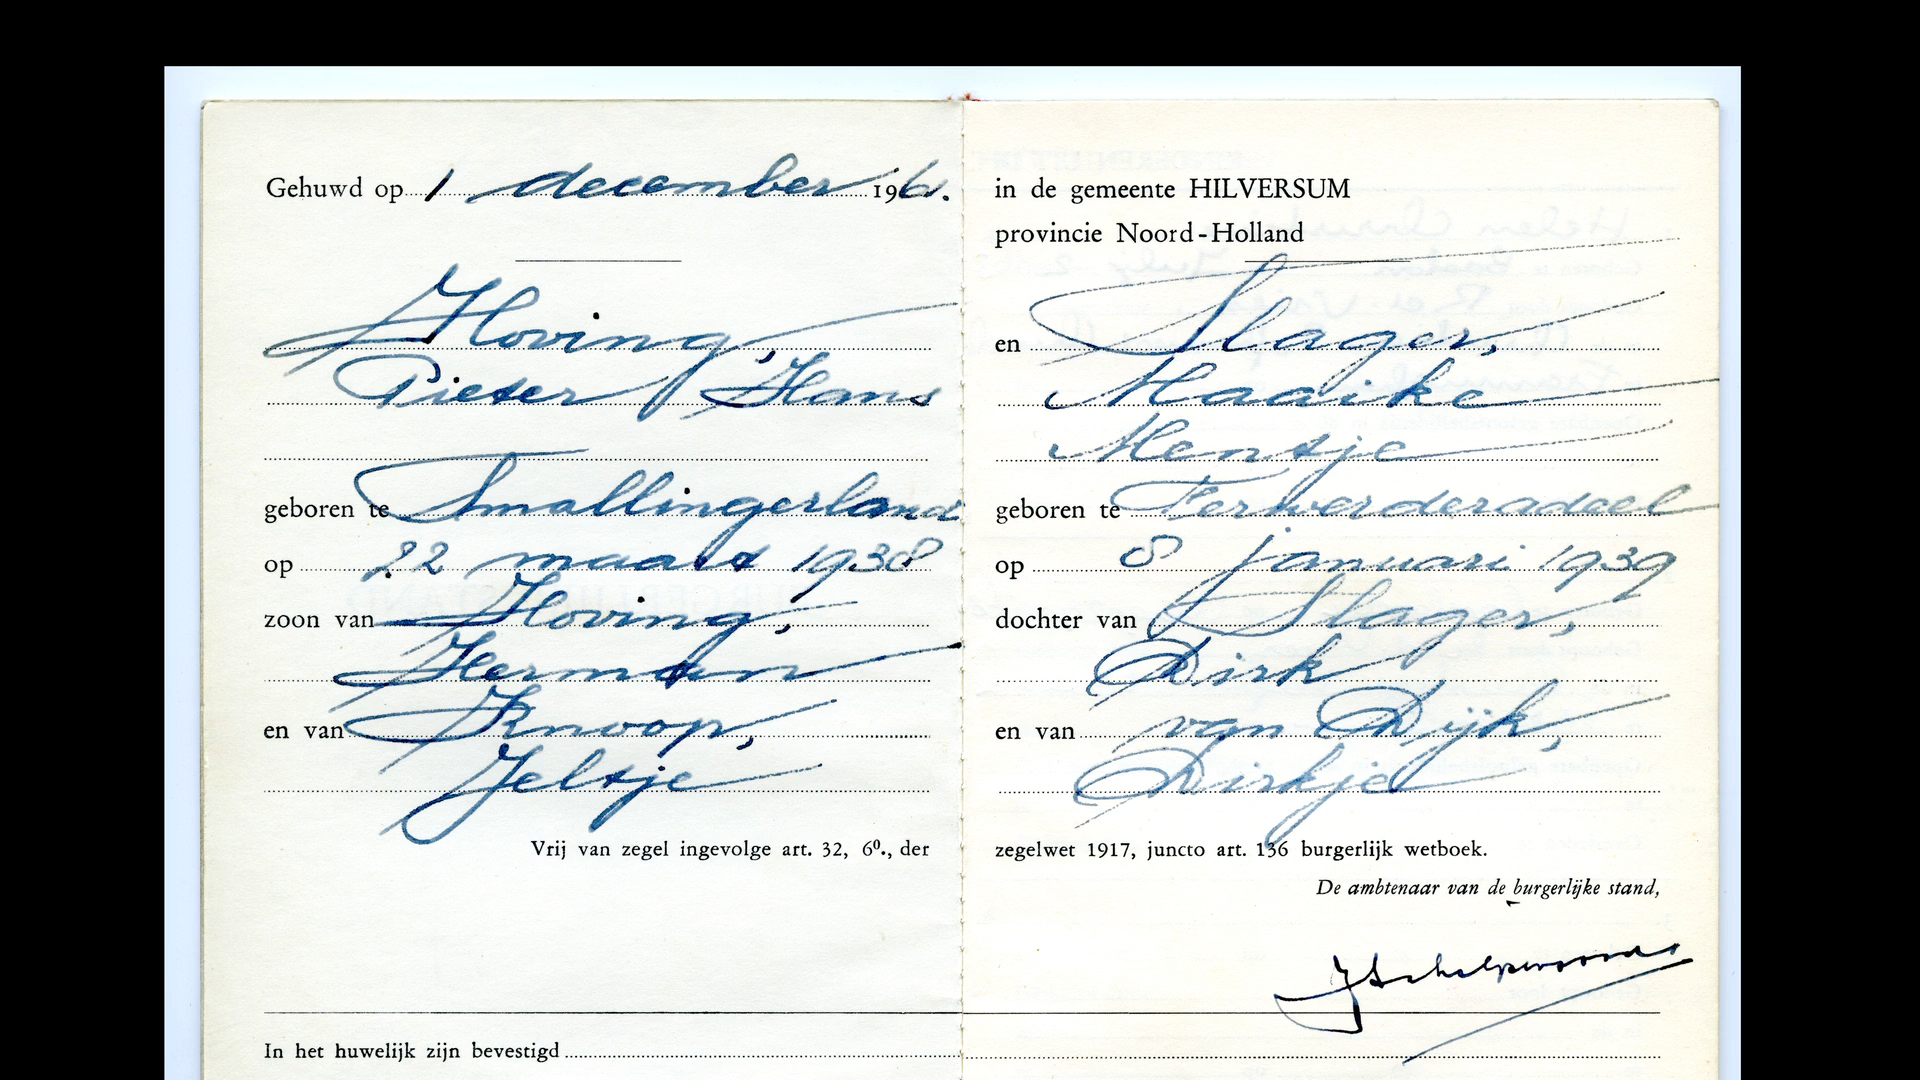 Gehuwd op 1 december 196.
Hoving,
Pieter Hans
geboren te Smallingerland
op 22 maart 1938
zoon van Hoving,
Herman
en van Knoop,
Jeltje
Vrij van zegel ingevolge art. 32, 6⁰., der
in de gemeente HILVERSUM
provincie Noord-Holland
en Slager,
Maaike
Mentje
geboren te Ferwerderadeel
op 8 januari 1939
dochter van Slager,
Dirk
en van van Dijk,
Dirkje
zegelwet 1917, juncto art. 136 burgerlijk wetboek.
De ambtenaar van de burgerlijke stand,
In het huwelijk zijn bevestigd